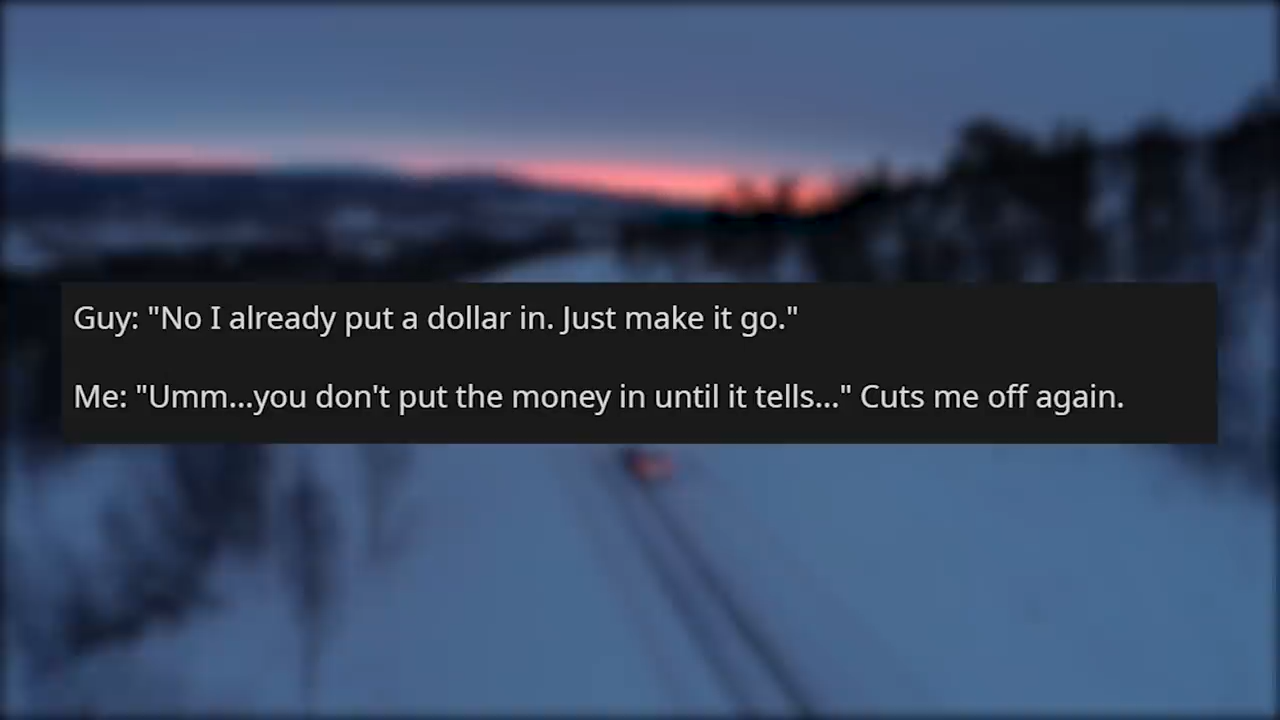 Guy: "No I already put a dollar in. Just make it go."
Me: "Umm...you don't put the money in until it tells..." Cuts me off again.